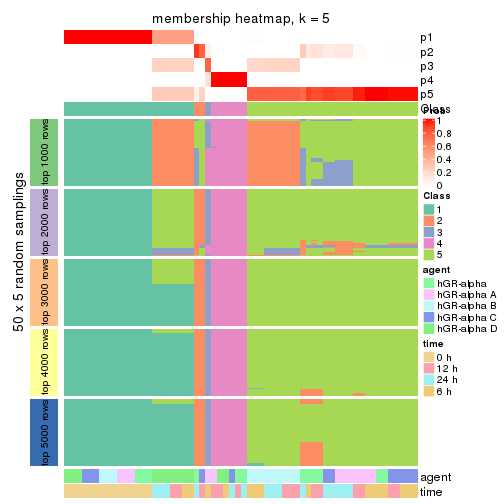 membership heatmap, k = 5
p1
p2
p3
p4
p5
Class
Prob
1
0.8
0.6
0.4
0.2
0
Class
1
2
3
4
5
agent
hGR-alpha
hGR-alpha A
hGR-alpha B
hGR-alpha C
hGR-alpha D
time
0 h
12 h
24 h
6 h
50 x 5 random samplings
top 1000 rows
top 2000 rows
top 3000 rows
top 4000 rows
top 5000 rows
agent
time